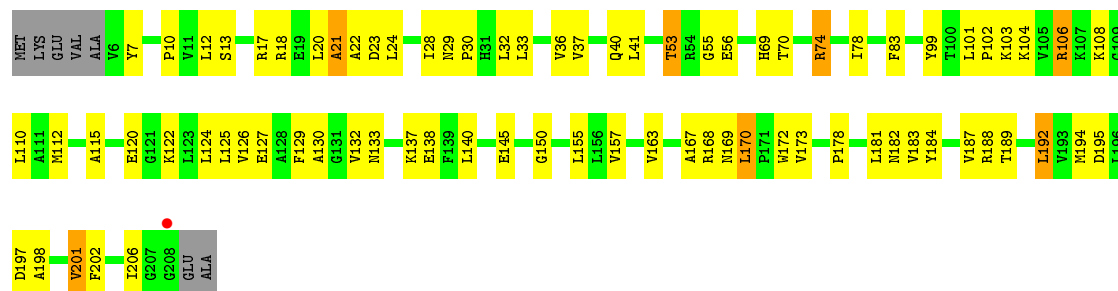 MET LYS GLU VAL ALA V6 Y7 P10 V11 L12 S13 R17 R18 E19 L20 A21 A22 D23 L24 I28 N29 P30 H31 L32 L33 V36 V37 Q40 L41 T53 R54 G55 E56 H69 T70 R74 I78 F83 Y99 T100 L101 P102 K103 K104 V105 R106 K107 K108
L110 A111 M112 A115 E120 G121 K122 L123 L124 L125 V126 E127 A128 F129 A130 G131 V132 N133 K137 E138 F139 L140 E145 G150 L155 L156 V157 V163 A167 R168 N169 L170 P171 W172 V173 P178 L181 N182 V183 Y184 V187 R188 T189 L192 V193 M194 D195
D197 A198 V201 F202 I206 G207 G208 GLU ALA